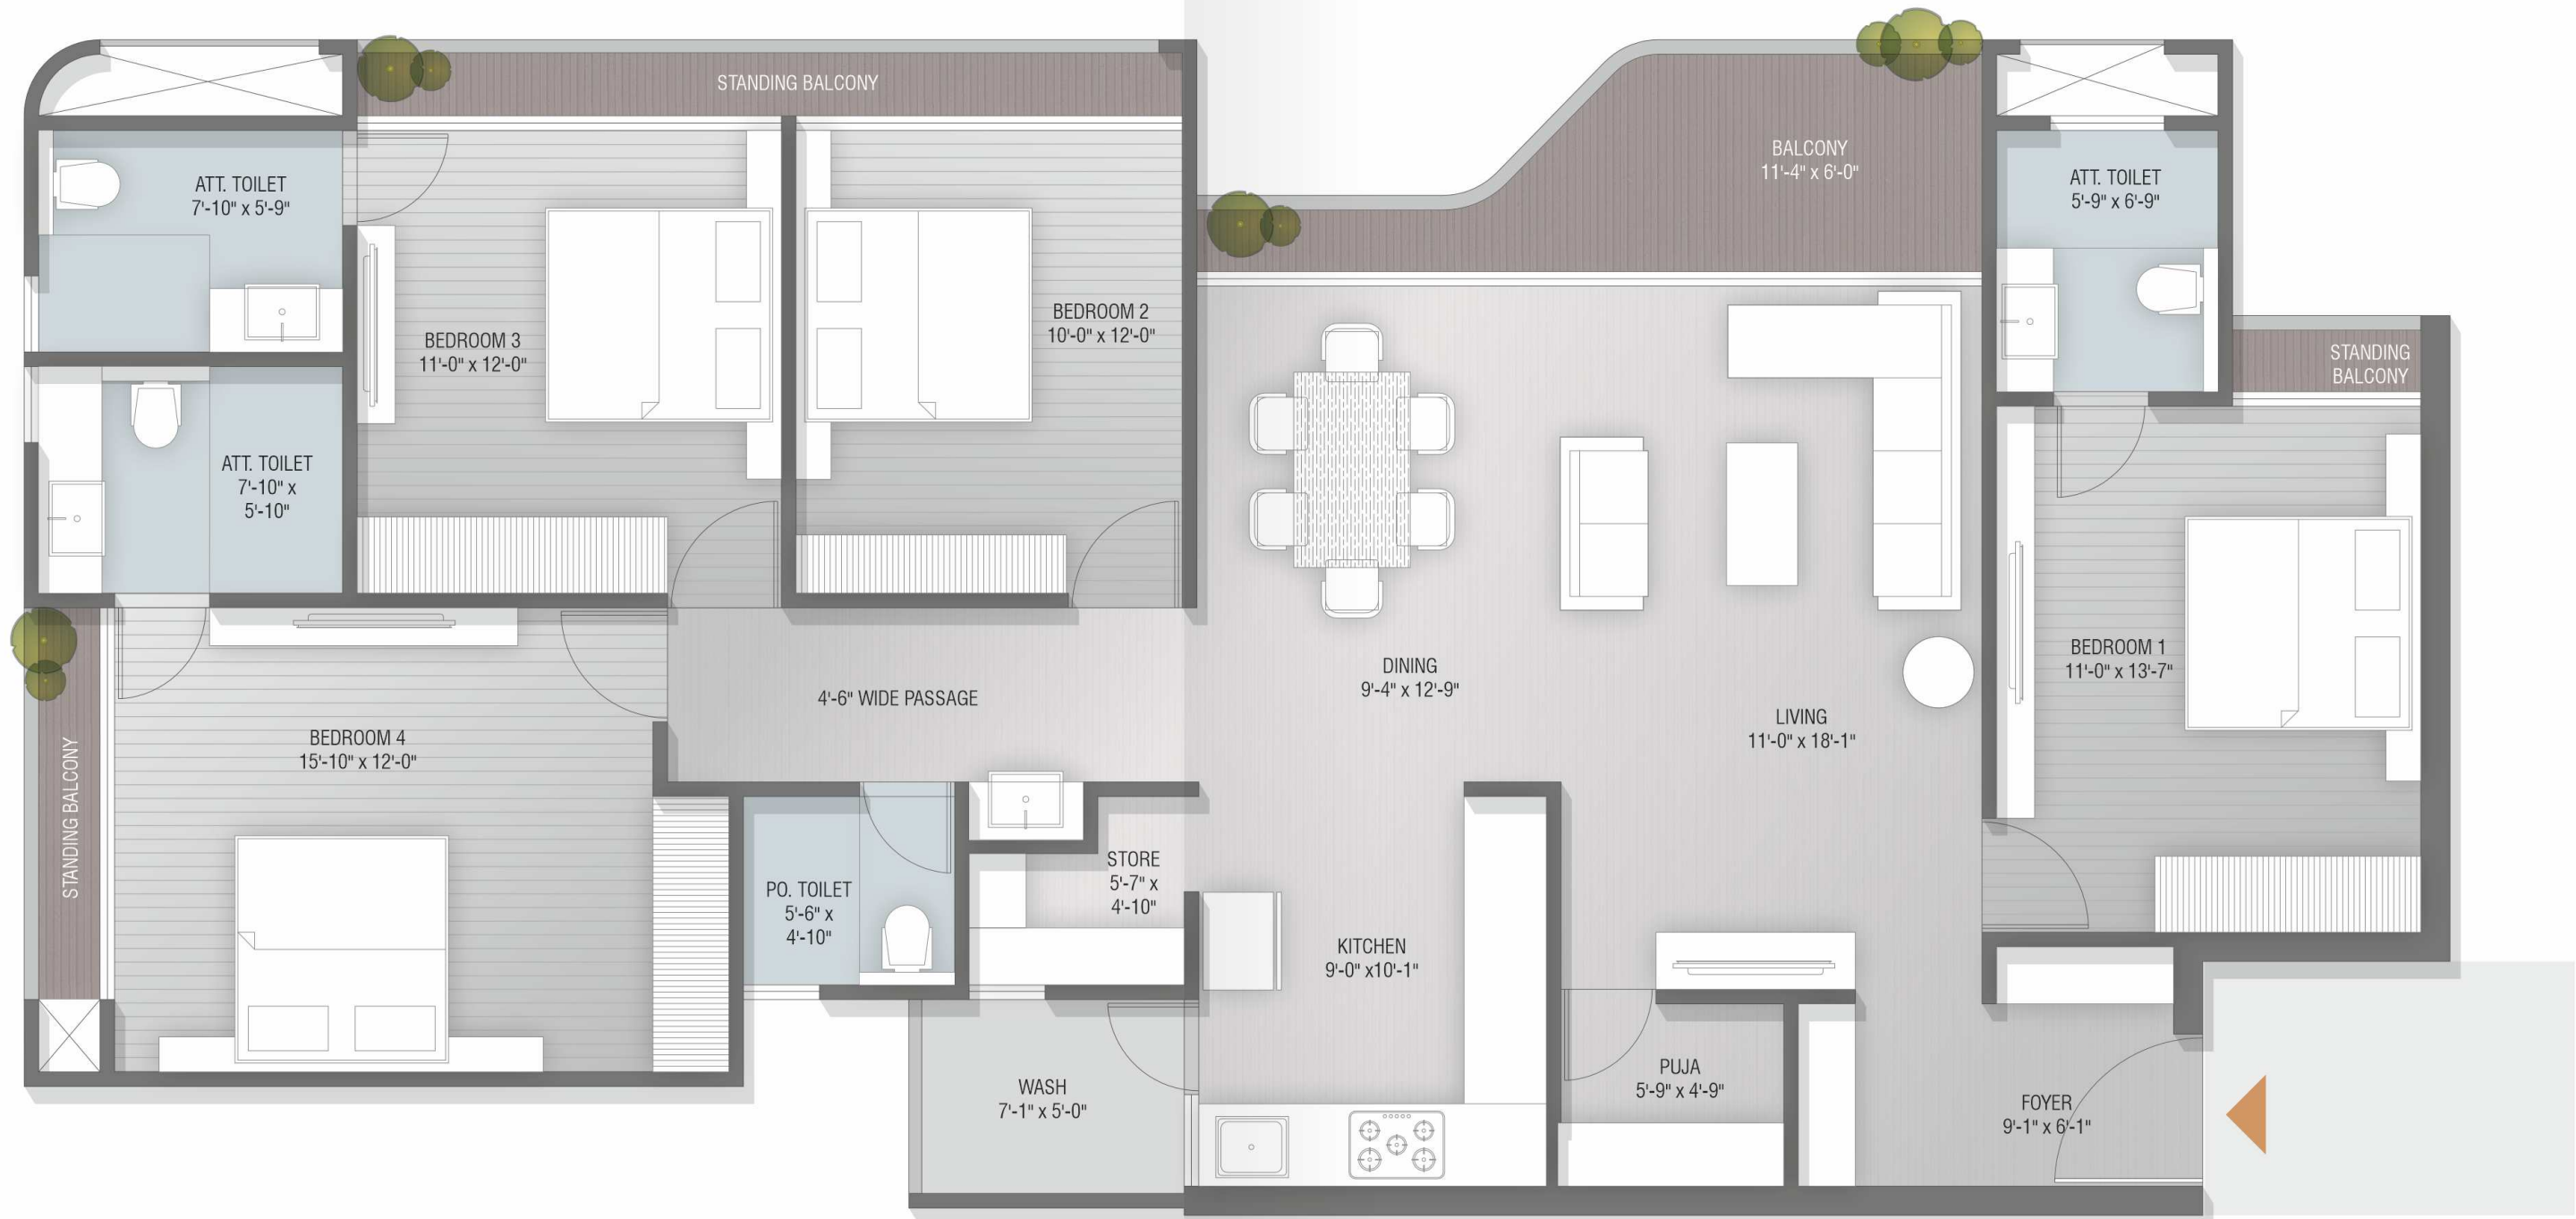 STANDING BALCONY
BALCONY
11'-4" x 6'-0"
ATT. TOILET
7'-10" x 5'-9"
ATT. TOILET
5'-9" x 6'-9"
BEDROOM 3
11'-0" x 12'-0"
BEDROOM 2
10'-0" x 12'-0"
STANDING
BALCONY
ATT. TOILET
7'-10" x
5'-10"
BEDROOM 4
15'-10" x 12'-0"
STANDING BALCONY
4'-6" WIDE PASSAGE
DINING
9'-4" x 12'-9"
LIVING
11'-0" x 18'-1"
BEDROOM 1
11'-0" x 13'-7"
PO. TOILET
5'-6" x
4'-10"
STORE
5'-7" x
4'-10"
KITCHEN
9'-0" x10'-1"
WASH
7'-1" x 5'-0"
PUJA
5'-9" x 4'-9"
FOYER
9'-1" x 6'-1"